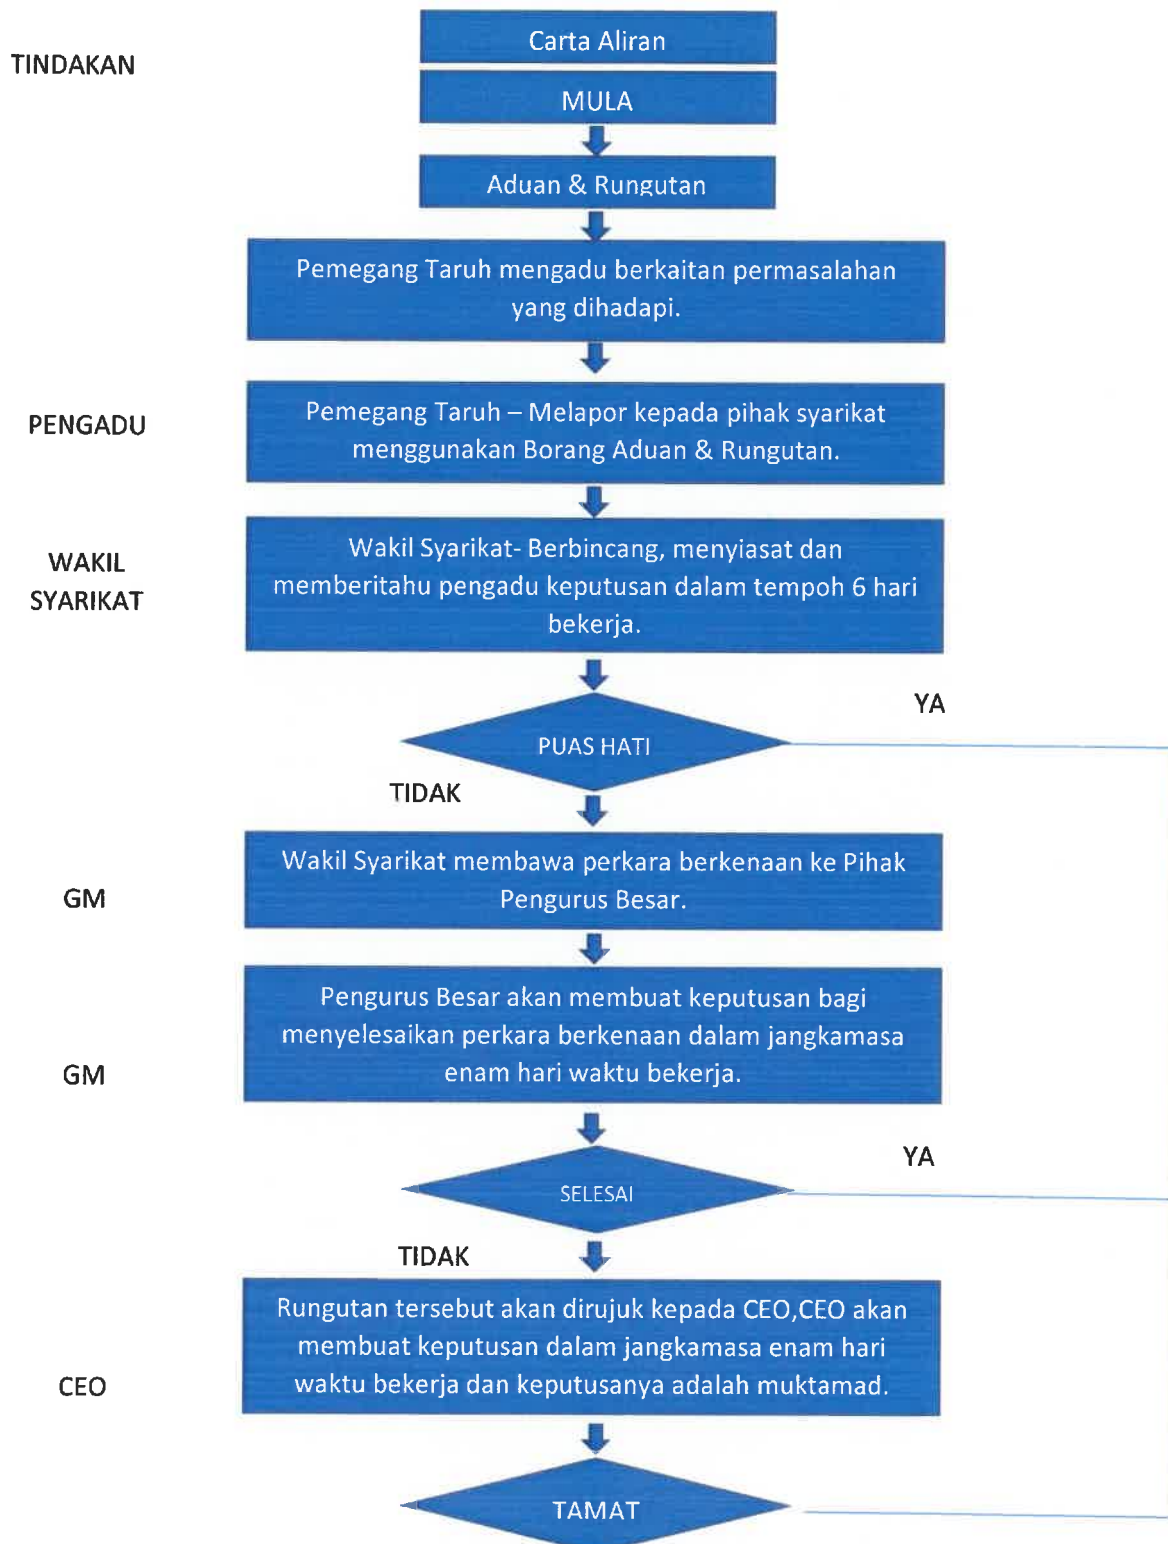 Carta Aliran
TINDAKAN
MULA
Aduan & Rungutan
Pemegang Taruh mengadu berkaitan permasalahan
yang dihadapi.
PENGADU
Pemegang Taruh – Melapor kepada pihak syarikat
menggunakan Borang Aduan & Rungutan.
WAKIL
SYARIKAT
Wakil Syarikat- Berbincang, menyiasat dan
memberitahu pengadu keputusan dalam tempoh 6 hari
bekerja.
YA
PUAS HATI
TIDAK
Wakil Syarikat membawa perkara berkenaan ke Pihak
Pengurus Besar.
GM
Pengurus Besar akan membuat keputusan bagi
menyelesaikan perkara berkenaan dalam jangkamasa
enam hari waktu bekerja.
GM
YA
SELESAI
TIDAK
Rungutan tersebut akan dirujuk kepada CEO,CEO akan
membuat keputusan dalam jangkamasa enam hari
waktu bekerja dan keputusanya adalah muktamad.
CEO
TAMAT